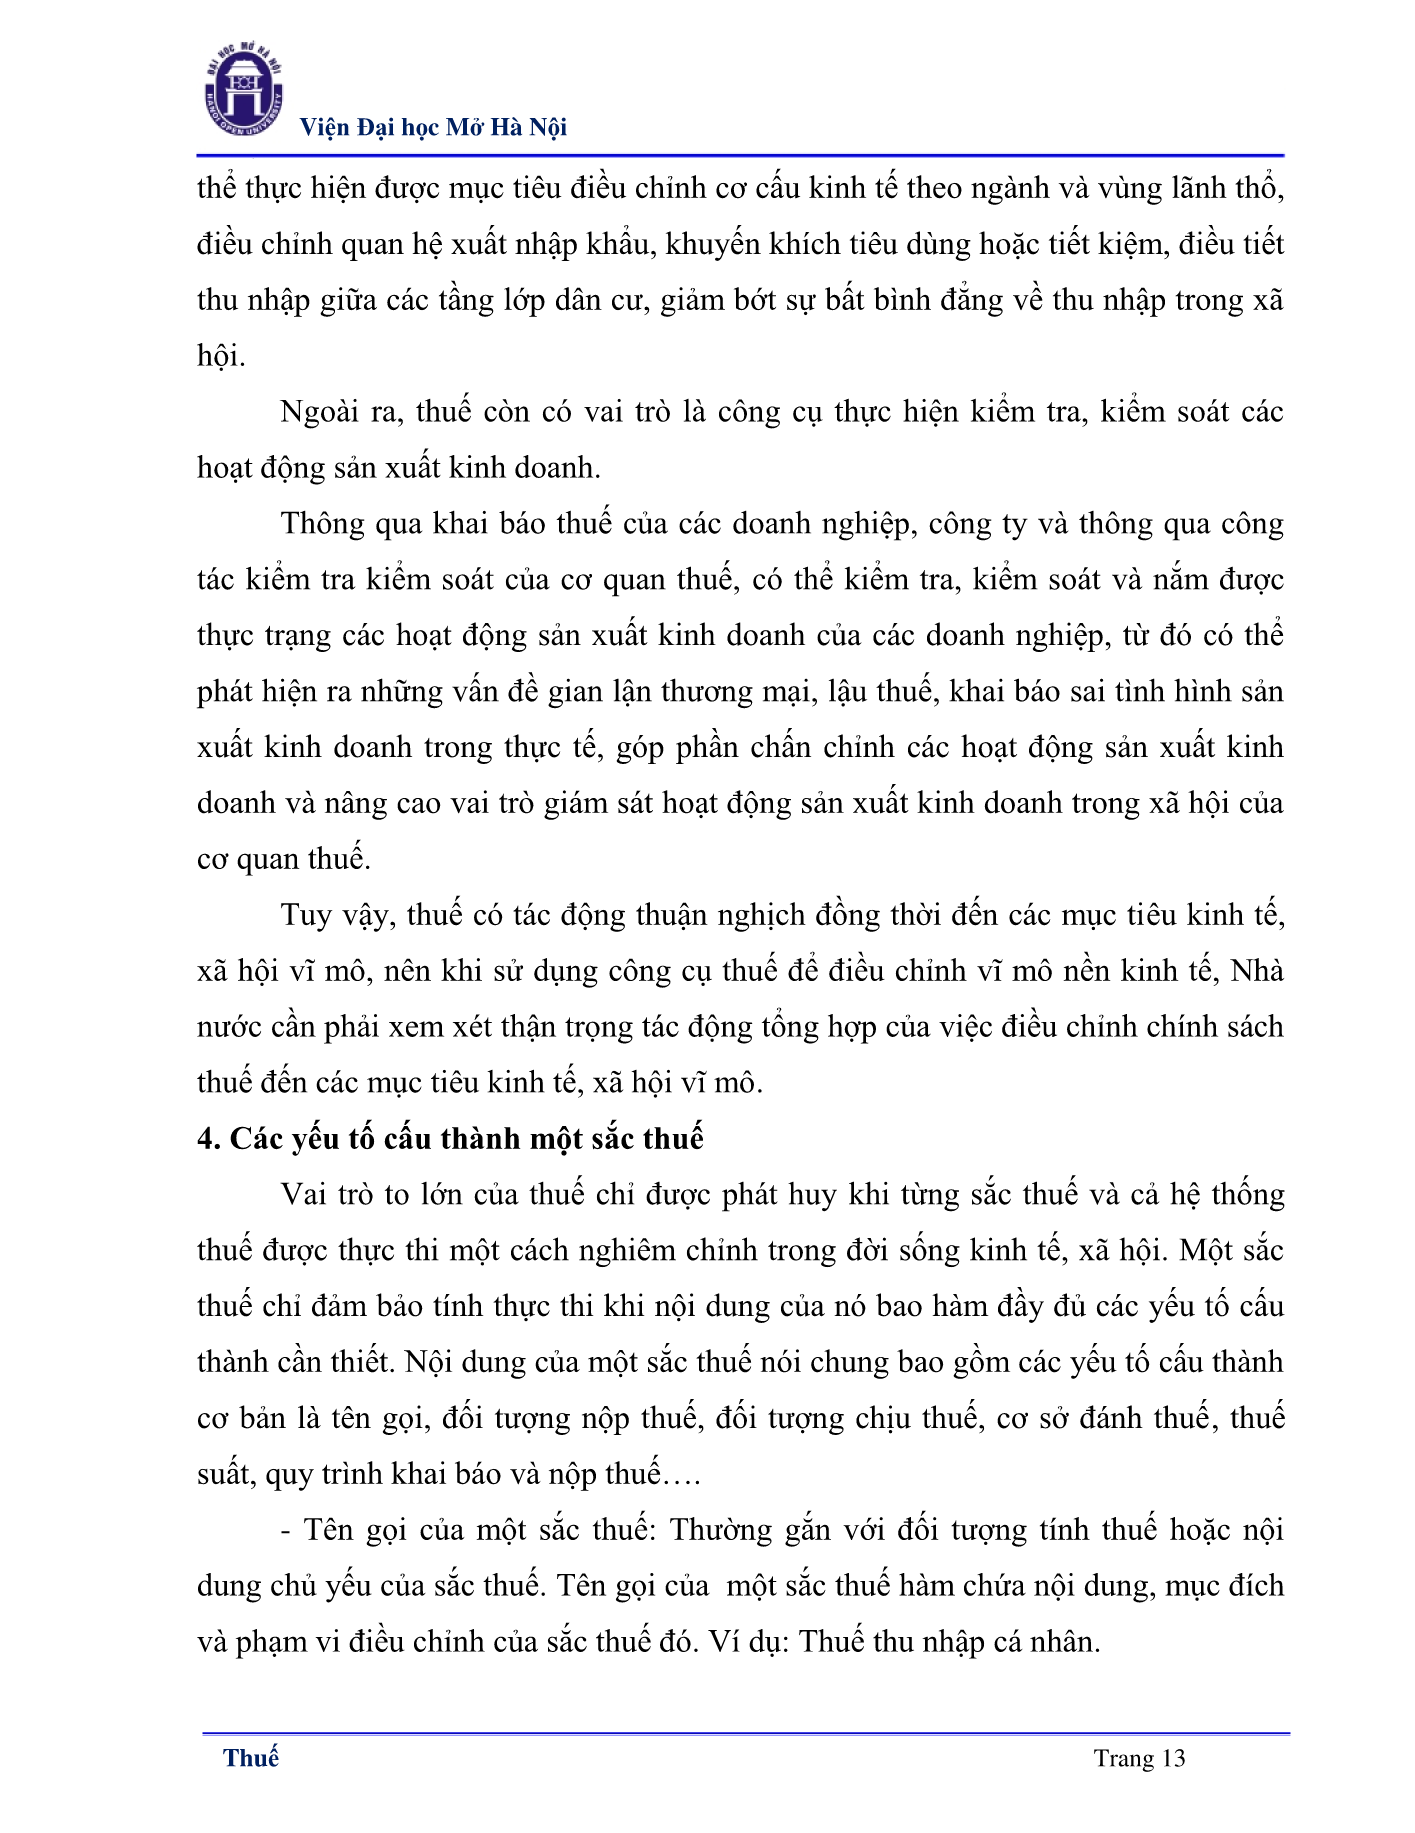 ĐẠI HỌC MỞ HÀ NỘI
HANOI OPEN UNIVERSITY
Viện Đại học Mở Hà Nội
thể thực hiện được mục tiêu điều chỉnh cơ cấu kinh tế theo ngành và vùng lãnh thổ,
điều chỉnh quan hệ xuất nhập khẩu, khuyến khích tiêu dùng hoặc tiết kiệm, điều tiết
thu nhập giữa các tầng lớp dân cư, giảm bớt sự bất bình đẳng về thu nhập trong xã
hội.
Ngoài ra, thuế còn có vai trò là công cụ thực hiện kiểm tra, kiểm soát các
hoạt động sản xuất kinh doanh.
Thông qua khai báo thuế của các doanh nghiệp, công ty và thông qua công
tác kiểm tra kiểm soát của cơ quan thuế, có thể kiểm tra, kiểm soát và nắm được
thực trạng các hoạt động sản xuất kinh doanh của các doanh nghiệp, từ đó có thể
phát hiện ra những vấn đề gian lận thương mại, lậu thuế, khai báo sai tình hình sản
xuất kinh doanh trong thực tế, góp phần chấn chỉnh các hoạt động sản xuất kinh
doanh và nâng cao vai trò giám sát hoạt động sản xuất kinh doanh trong xã hội của
cơ quan thuế.
Tuy vậy, thuế có tác động thuận nghịch đồng thời đến các mục tiêu kinh tế,
xã hội vĩ mô, nên khi sử dụng công cụ thuế để điều chỉnh vĩ mô nền kinh tế, Nhà
nước cần phải xem xét thận trọng tác động tổng hợp của việc điều chỉnh chính sách
thuế đến các mục tiêu kinh tế, xã hội vĩ mô.
4. Các yếu tố cấu thành một sắc thuế
Vai trò to lớn của thuế chỉ được phát huy khi từng sắc thuế và cả hệ thống
thuế được thực thi một cách nghiêm chỉnh trong đời sống kinh tế, xã hội. Một sắc
thuế chỉ đảm bảo tính thực thi khi nội dung của nó bao hàm đầy đủ các yếu tố cấu
thành cần thiết. Nội dung của một sắc thuế nói chung bao gồm các yếu tố cấu thành
cơ bản là tên gọi, đối tượng nộp thuế, đối tượng chịu thuế, cơ sở đánh thuế, thuế
suất, quy trình khai báo và nộp thuế….
- Tên gọi của một sắc thuế: Thường gắn với đối tượng tính thuế hoặc nội
dung chủ yếu của sắc thuế. Tên gọi của một sắc thuế hàm chứa nội dung, mục đích
và phạm vi điều chỉnh của sắc thuế đó. Ví dụ: Thuế thu nhập cá nhân.
Thuế
Trang 13